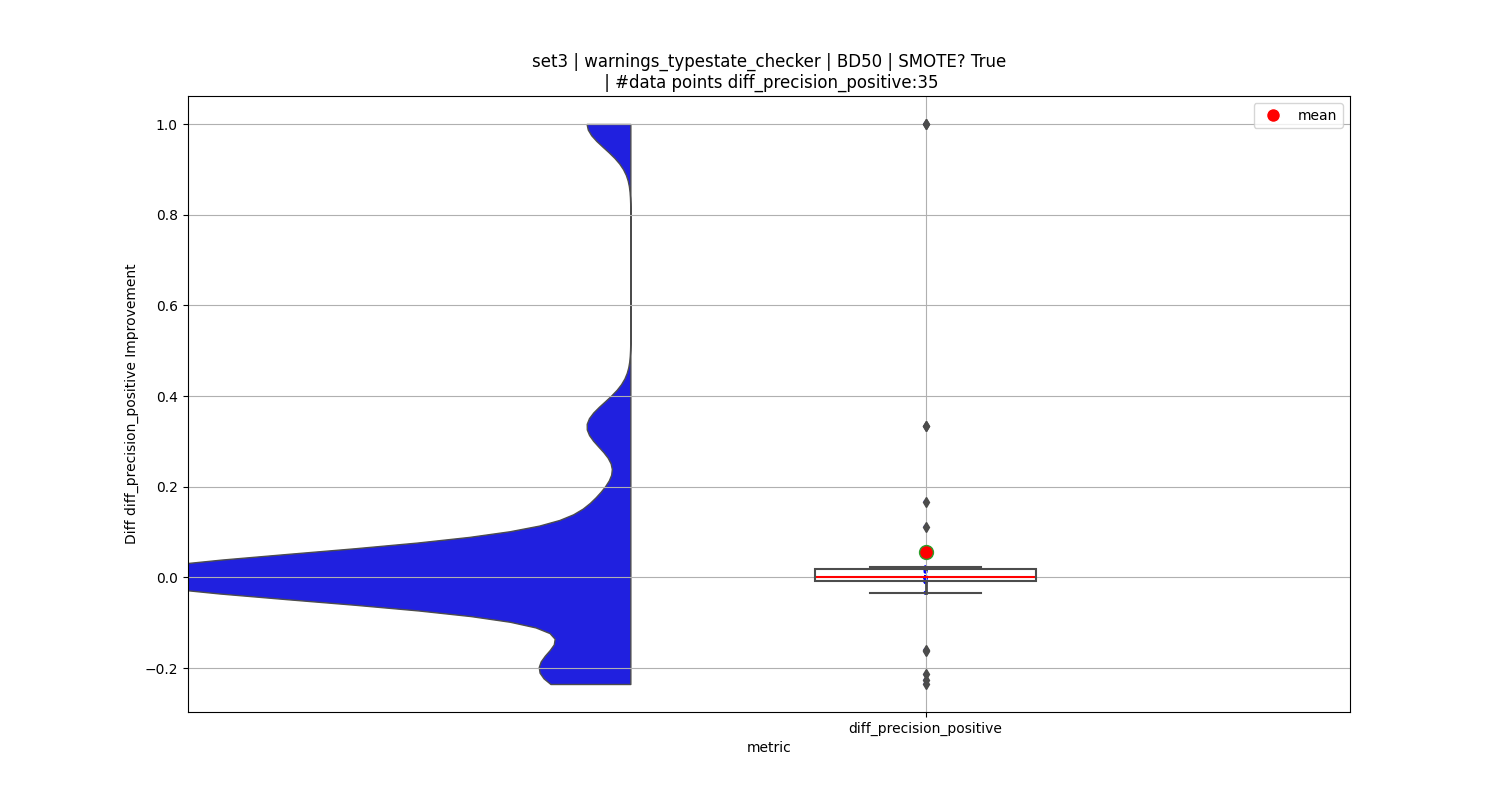 set3 | warnings_typestate_checker | BD50 | SMOTE? True
| #data points diff_precision_positive:35
mean
1.0
0.8
0.6
0.4
0.2
0.0
−0.2
Diff diff_precision_positive Improvement
diff_precision_positive
metric